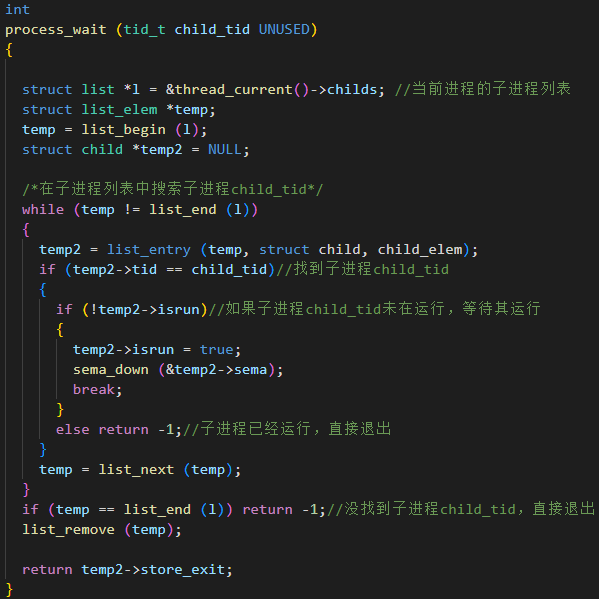 int
process_wait (tid_t child_tid UNUSED)
{
struct list *l = &thread_current()->childs; //当前进程的子进程列表
struct list_elem *temp;
temp = list_begin (l);
struct child *temp2 = NULL;
/*在子进程列表中搜索子进程child_tid*/
while (temp != list_end (l))
{
temp2 = list_entry (temp, struct child, child_elem);
if (temp2->tid == child_tid)//找到子进程child_tid
{
if (!temp2->isrun)//如果子进程child_tid未在运行，等待其运行
{
temp2->isrun = true;
sema_down (&temp2->sema);
break;
}
else return -1;//子进程已经运行，直接退出
}
temp = list_next (temp);
}
if (temp == list_end (l)) return -1;//没找到子进程child_tid，直接退出
list_remove (temp);
return temp2->store_exit;
}